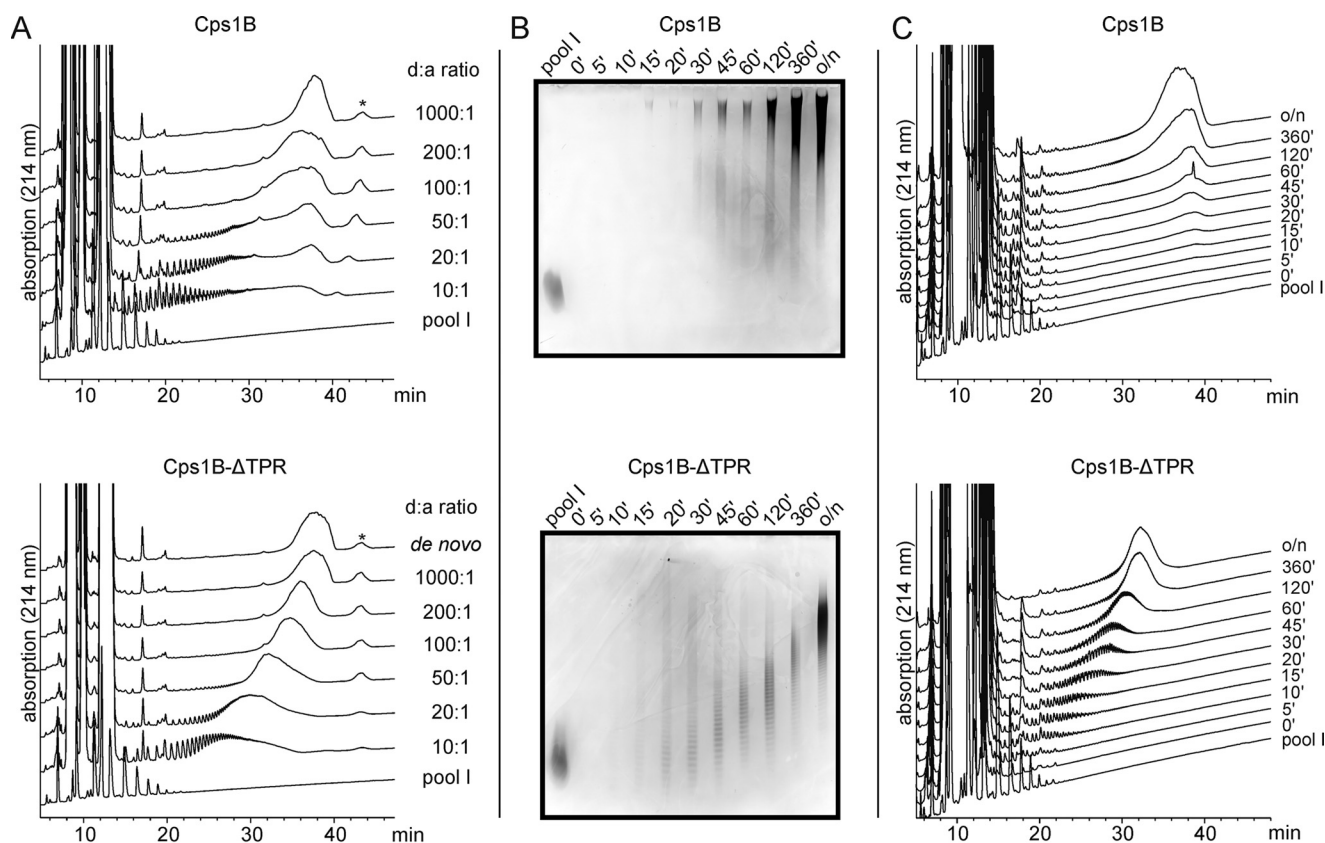 A
Cps1B
absorption (214 nm)
d:a ratio
*
1000:1
200:1
100:1
50:1
20:1
10:1
pool I
10
20
30
40
min
Cps1B-ΔTPR
absorption (214 nm)
d:a ratio
*
de novo
1000:1
200:1
100:1
50:1
20:1
10:1
pool I
10
20
30
40
min
B
Cps1B
pool I 0' 5' 10' 15' 20' 30' 45' 60' 120' 360' o/n
Cps1B-ΔTPR
pool I 0' 5' 10' 15' 20' 30' 45' 60' 120' 360' o/n
C
Cps1B
absorption (214 nm)
o/n
360'
120'
60'
45'
30'
20'
15'
10'
5'
0'
pool I
10
20
30
40
min
Cps1B-ΔTPR
absorption (214 nm)
o/n
360'
120'
60'
45'
30'
20'
15'
10'
5'
0'
pool I
10
20
30
40
min